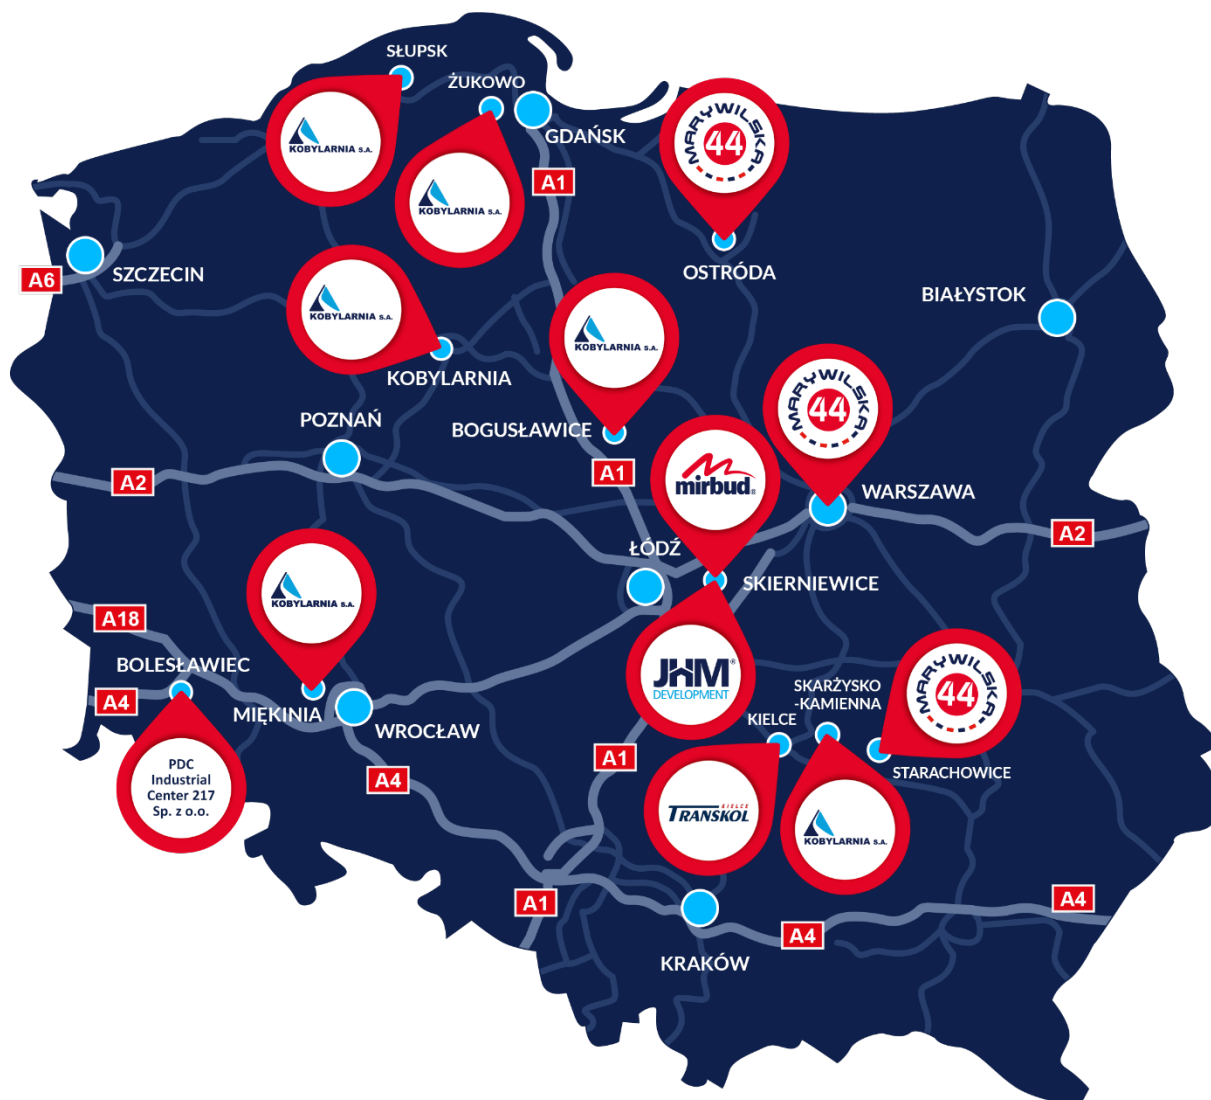 SŁUPSK
ŻUKOWO
GDAŃSK
KOBYLARNIA S.A.
MARYWILSKA
44
A1
KOBYLARNIA S.A.
OSTRÓDA
SZCZECIN
A6
BIAŁYSTOK
KOBYLARNIA S.A.
KOBYLARNIA S.A.
KOBYLARNIA
MARYWILSKA
44
POZNAŃ
BOGUSŁAWICE
A1
A2
mirbud®
WARSZAWA
A2
ŁÓDŹ
SKIERNIEWICE
KOBYLARNIA S.A.
A18
BOLESŁAWIEC
A4
MIĘKINIA
WROCŁAW
JHM®
DEVELOPMENT
SKARŻYSKO
-KAMIENNA
KIELCE
MARYWILSKA
44
STARACHOWICE
A1
A4
PDC
Industrial
Center 217
Sp. z o.o.
KIELCE
TRANSKOL
KOBYLARNIA S.A.
A1
A4
A4
KRAKÓW